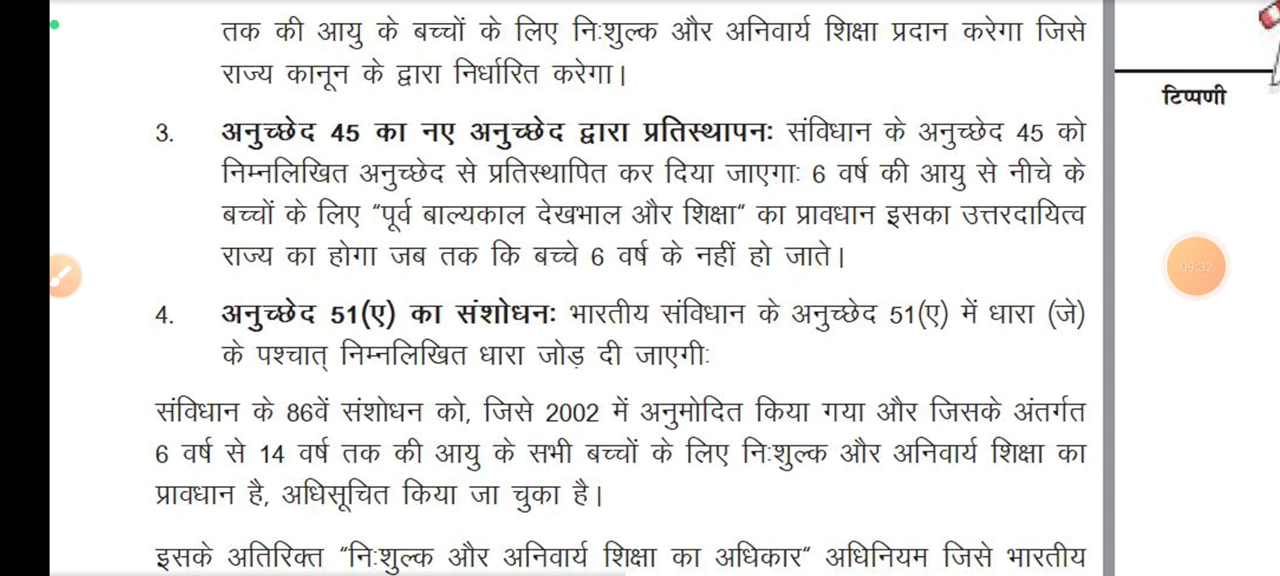 तक की आयु के बच्चों के लिए निःशुल्क और अनिवार्य शिक्षा प्रदान करेगा जिसे
राज्य कानून के द्वारा निर्धारित करेगा।
टिप्पणी
3. अनुच्छेद 45 का नए अनुच्छेद द्वारा प्रतिस्थापनः संविधान के अनुच्छेद 45 को
निम्नलिखित अनुच्छेद से प्रतिस्थापित कर दिया जाएगाः 6 वर्ष की आयु से नीचे के
बच्चों के लिए “पूर्व बाल्यकाल देखभाल और शिक्षा” का प्रावधान इसका उत्तरदायित्व
राज्य का होगा जब तक कि बच्चे 6 वर्ष के नहीं हो जाते।
09:32
4. अनुच्छेद 51(ए) का संशोधनः भारतीय संविधान के अनुच्छेद 51(ए) में धारा (जे)
के पश्चात् निम्नलिखित धारा जोड़ दी जाएगीः
संविधान के 86वें संशोधन को, जिसे 2002 में अनुमोदित किया गया और जिसके अंतर्गत
6 वर्ष से 14 वर्ष तक की आयु के सभी बच्चों के लिए निःशुल्क और अनिवार्य शिक्षा का
प्रावधान है, अधिसूचित किया जा चुका है।
इसके अतिरिक्त “निःशुल्क और अनिवार्य शिक्षा का अधिकार” अधिनियम जिसे भारतीय